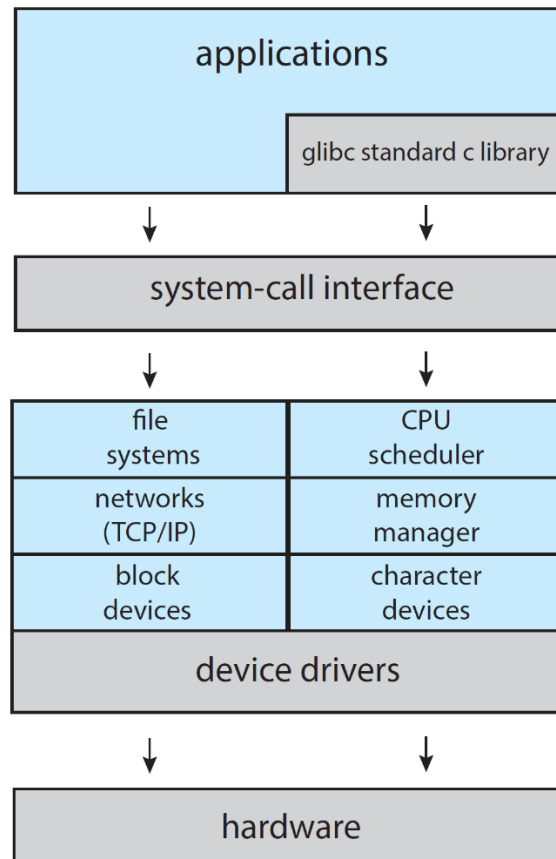 applications
glibc standard c library
system-call interface
file
systems
CPU
scheduler
networks
(TCP/IP)
memory
manager
block
devices
character
devices
device drivers
hardware